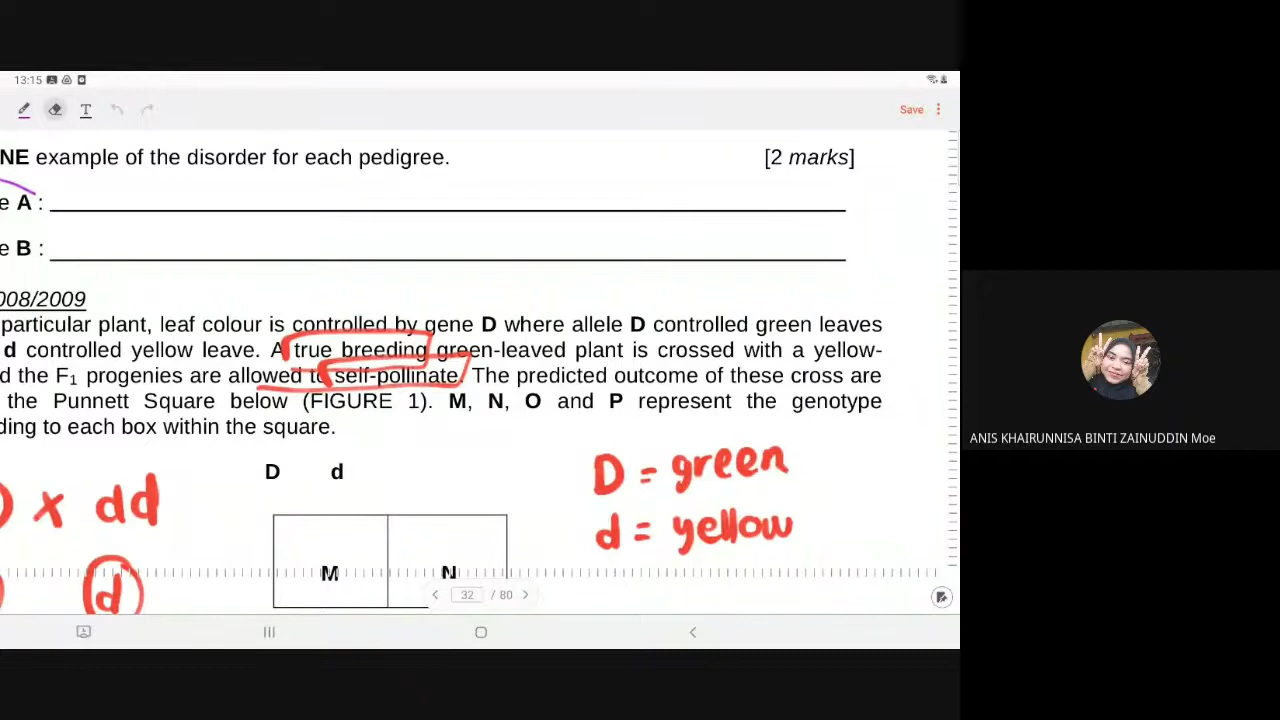 13:15
T
Save
NE example of the disorder for each pedigree. [2 marks]
e A :
e B :
008/2009
particular plant, leaf colour is controlled by gene D where allele D controlled green leaves
d controlled yellow leave. A true breeding green-leaved plant is crossed with a yellow-
d the F₁ progenies are allowed to self-pollinate. The predicted outcome of these cross are
the Punnett Square below (FIGURE 1). M, N, O and P represent the genotype
ding to each box within the square.
D d
D = green
x dd
d = yellow
d
M N
32 / 80
ANIS KHAIRUNNISA BINTI ZAINUDDIN Moe